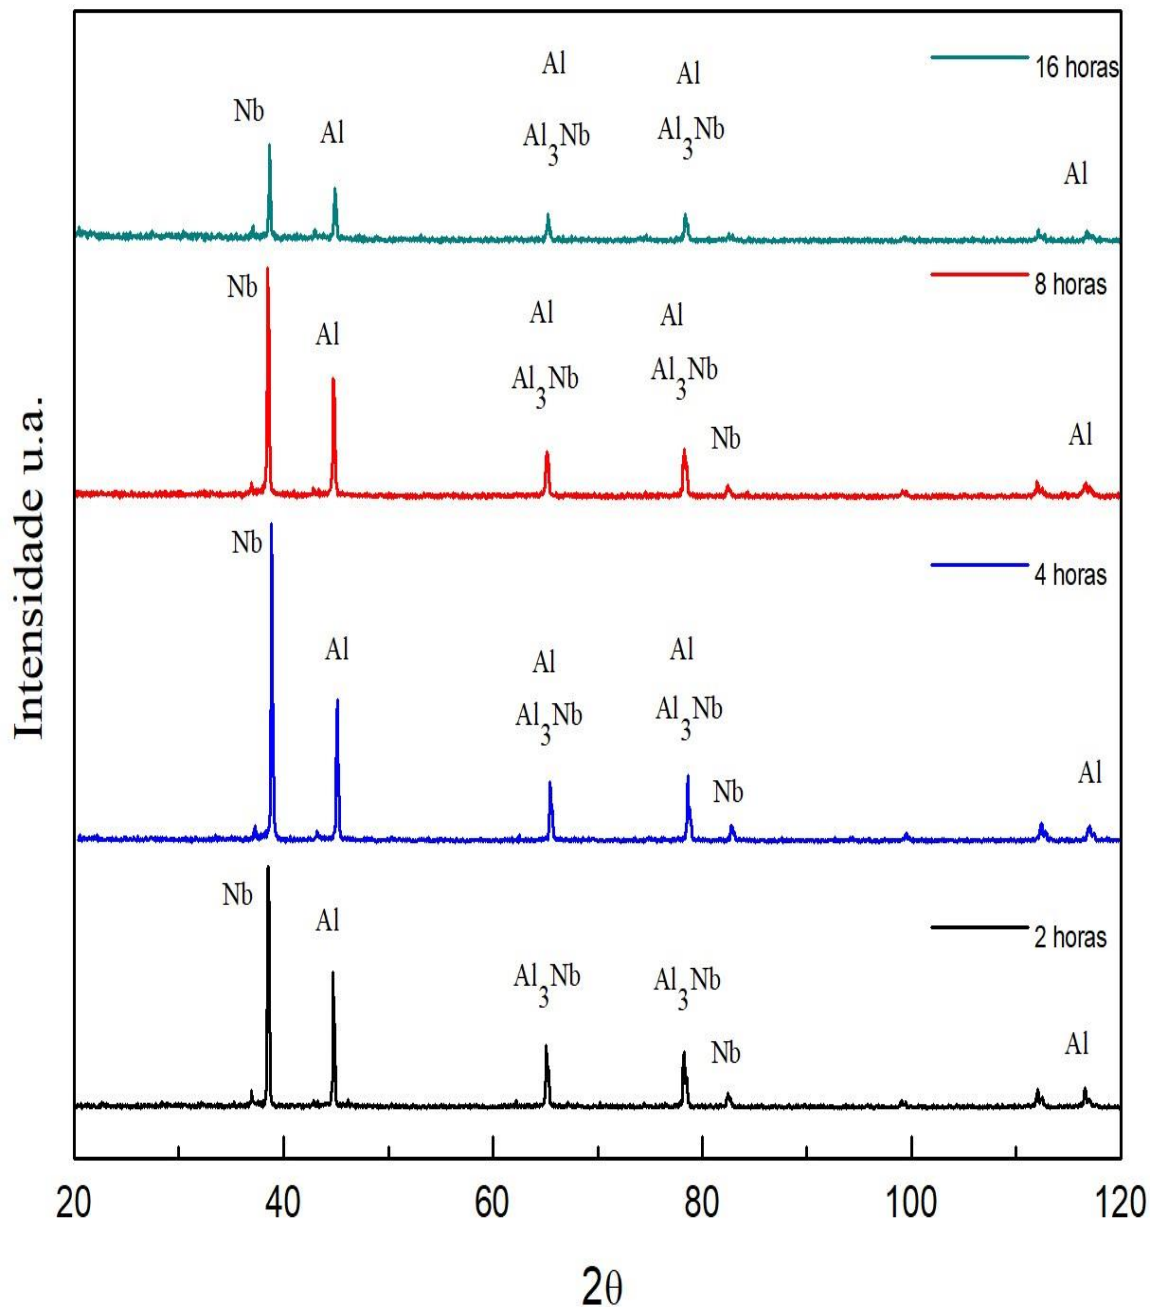 Intensidade u.a.
16 horas
Al
Al
Nb
Al
Al3Nb
Al3Nb
Al
8 horas
Nb
Al
Al
Al
Al3Nb
Al3Nb
Nb
Al
4 horas
Nb
Al
Al
Al
Al3Nb
Al3Nb
Nb
Al
2 horas
Nb
Al
Al3Nb
Al3Nb
Nb
Al
20 40 60 80 100 120
2θ